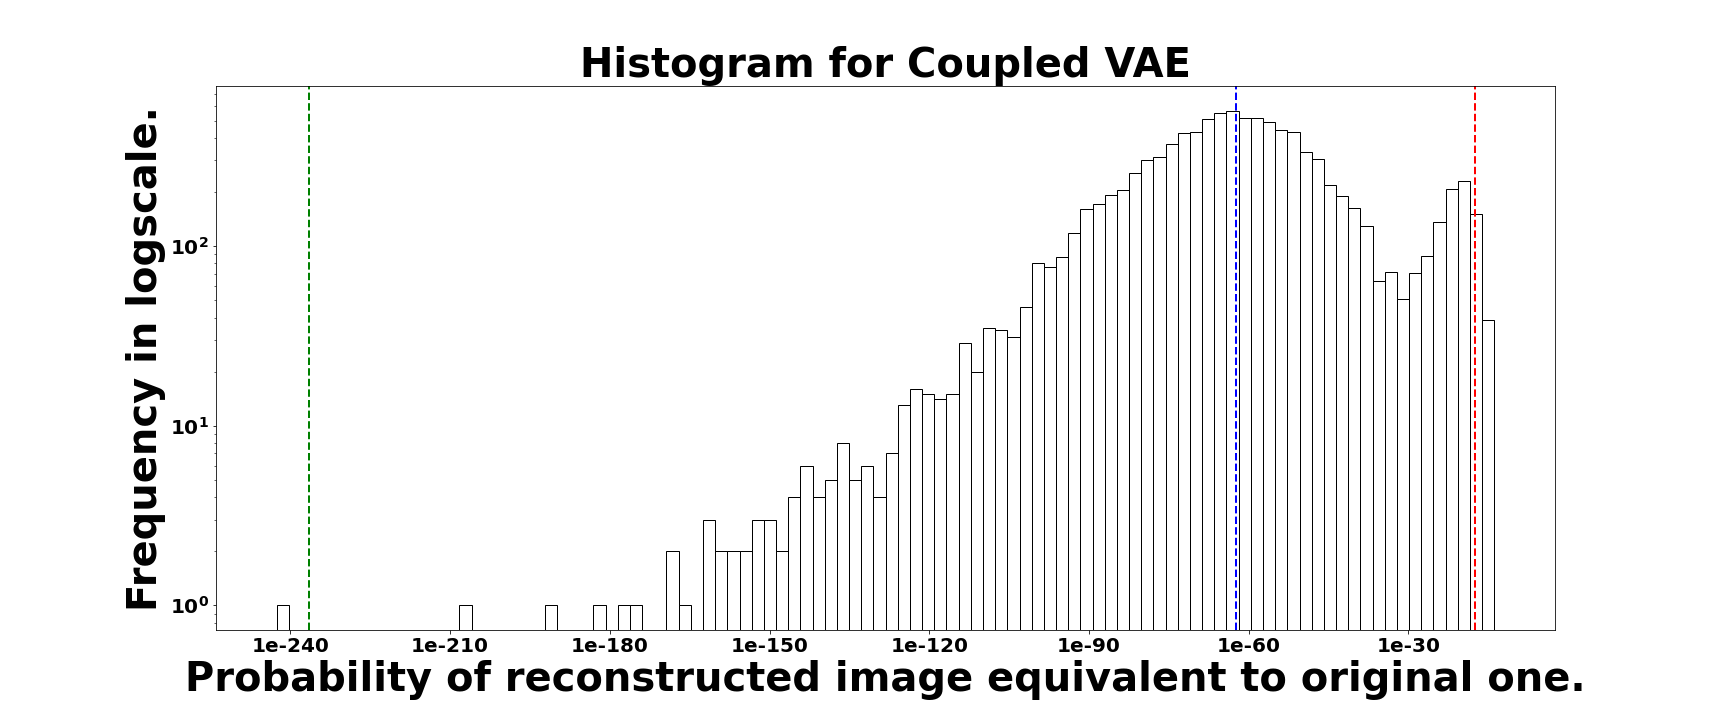 Histogram for Coupled VAE
Frequency in logscale.
10²
10¹
10⁰
1e-240 1e-210 1e-180 1e-150 1e-120 1e-90 1e-60 1e-30
Probability of reconstructed image equivalent to original one.